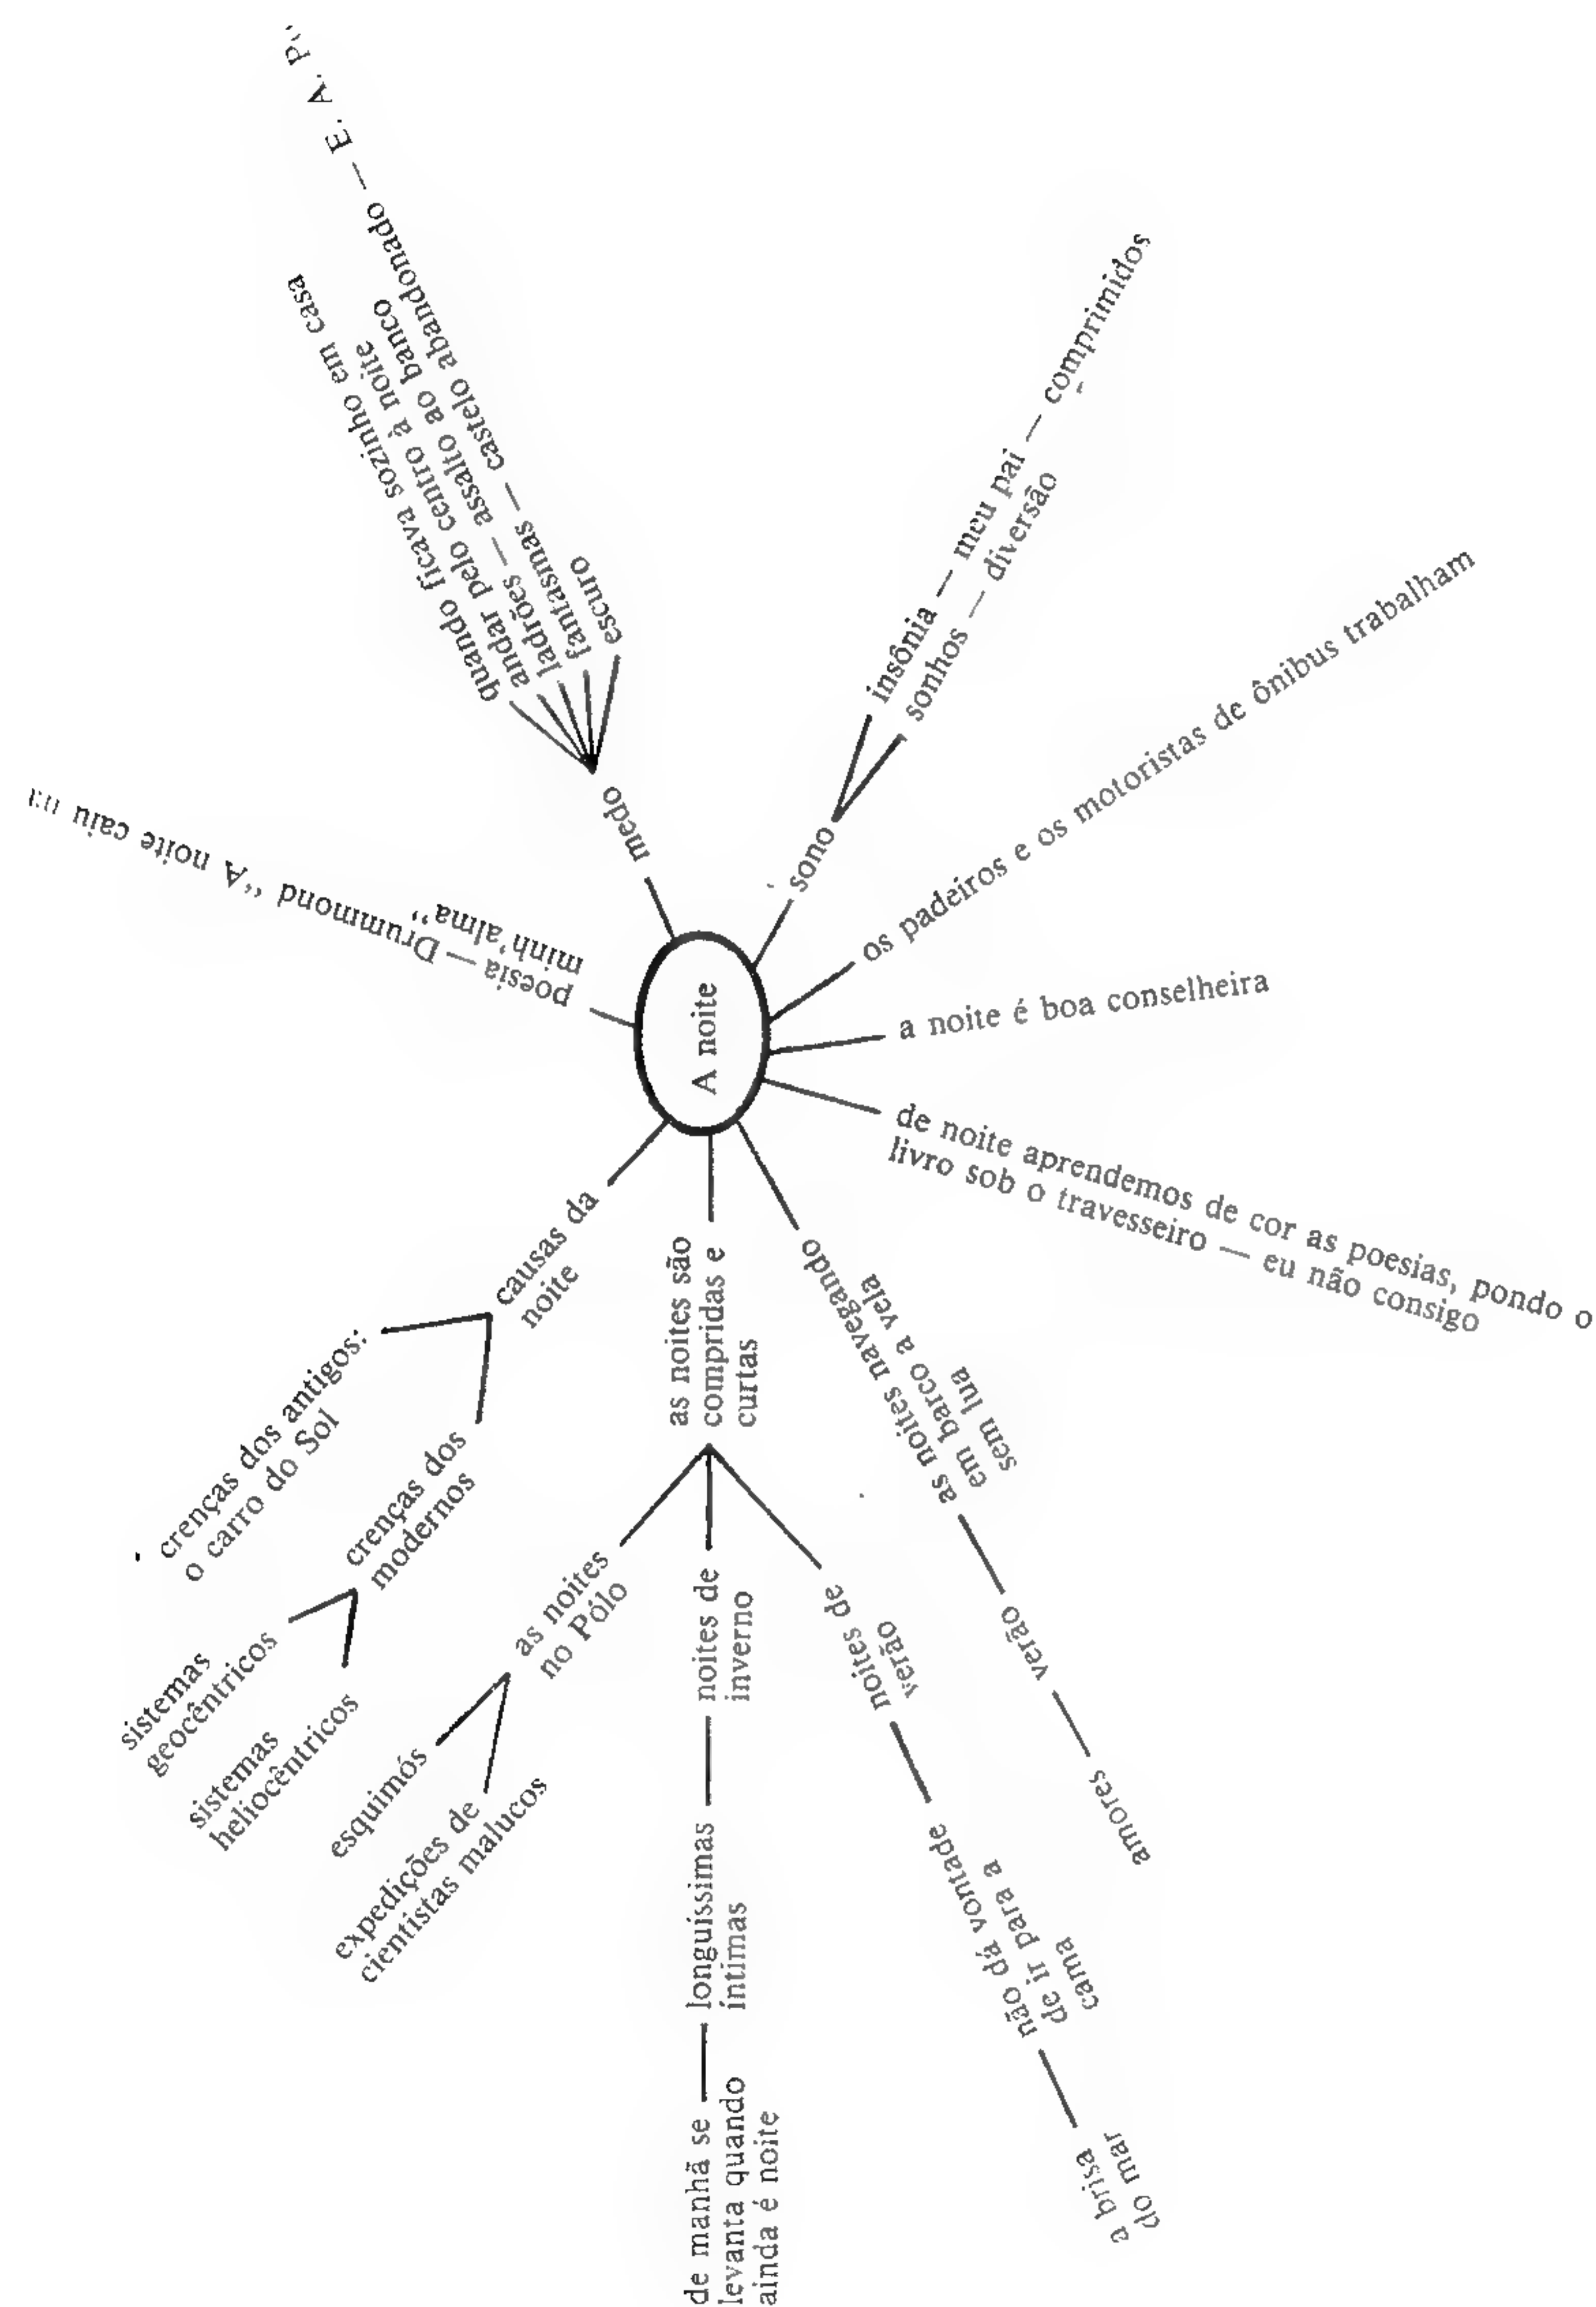 A noite
poesia — Drummond "A noite caiu na
minh'alma"
medo
quando ficava sozinho em casa
andar pelo centro à noite
ladrões — assalto ao banco
fantasmas — castelo abandonado — E. A.
escuro
sono
insônia — meu pai — comprimidos
sonhos — diversão
os padeiros e os motoristas de ônibus trabalham
a noite é boa conselheira
de noite aprendemos de cor as poesias, pondo o
livro sob o travesseiro — eu não consigo
as noites navegando
em barco a vela
sem lua
verão
amores
as noites são
compridas e
curtas
noites de
verão
não dá vontade
de ir para a
cama
a brisa
do mar
noites de
inverno
longuíssimas
íntimas
de manhã se
levanta quando
ainda é noite
as noites
no Pólo
esquimós
expedições de
cientistas malucos
causas da
noite
crenças dos antigos:
o carro do Sol
crenças dos
modernos
sistemas
geocêntricos
sistemas
heliocêntricos